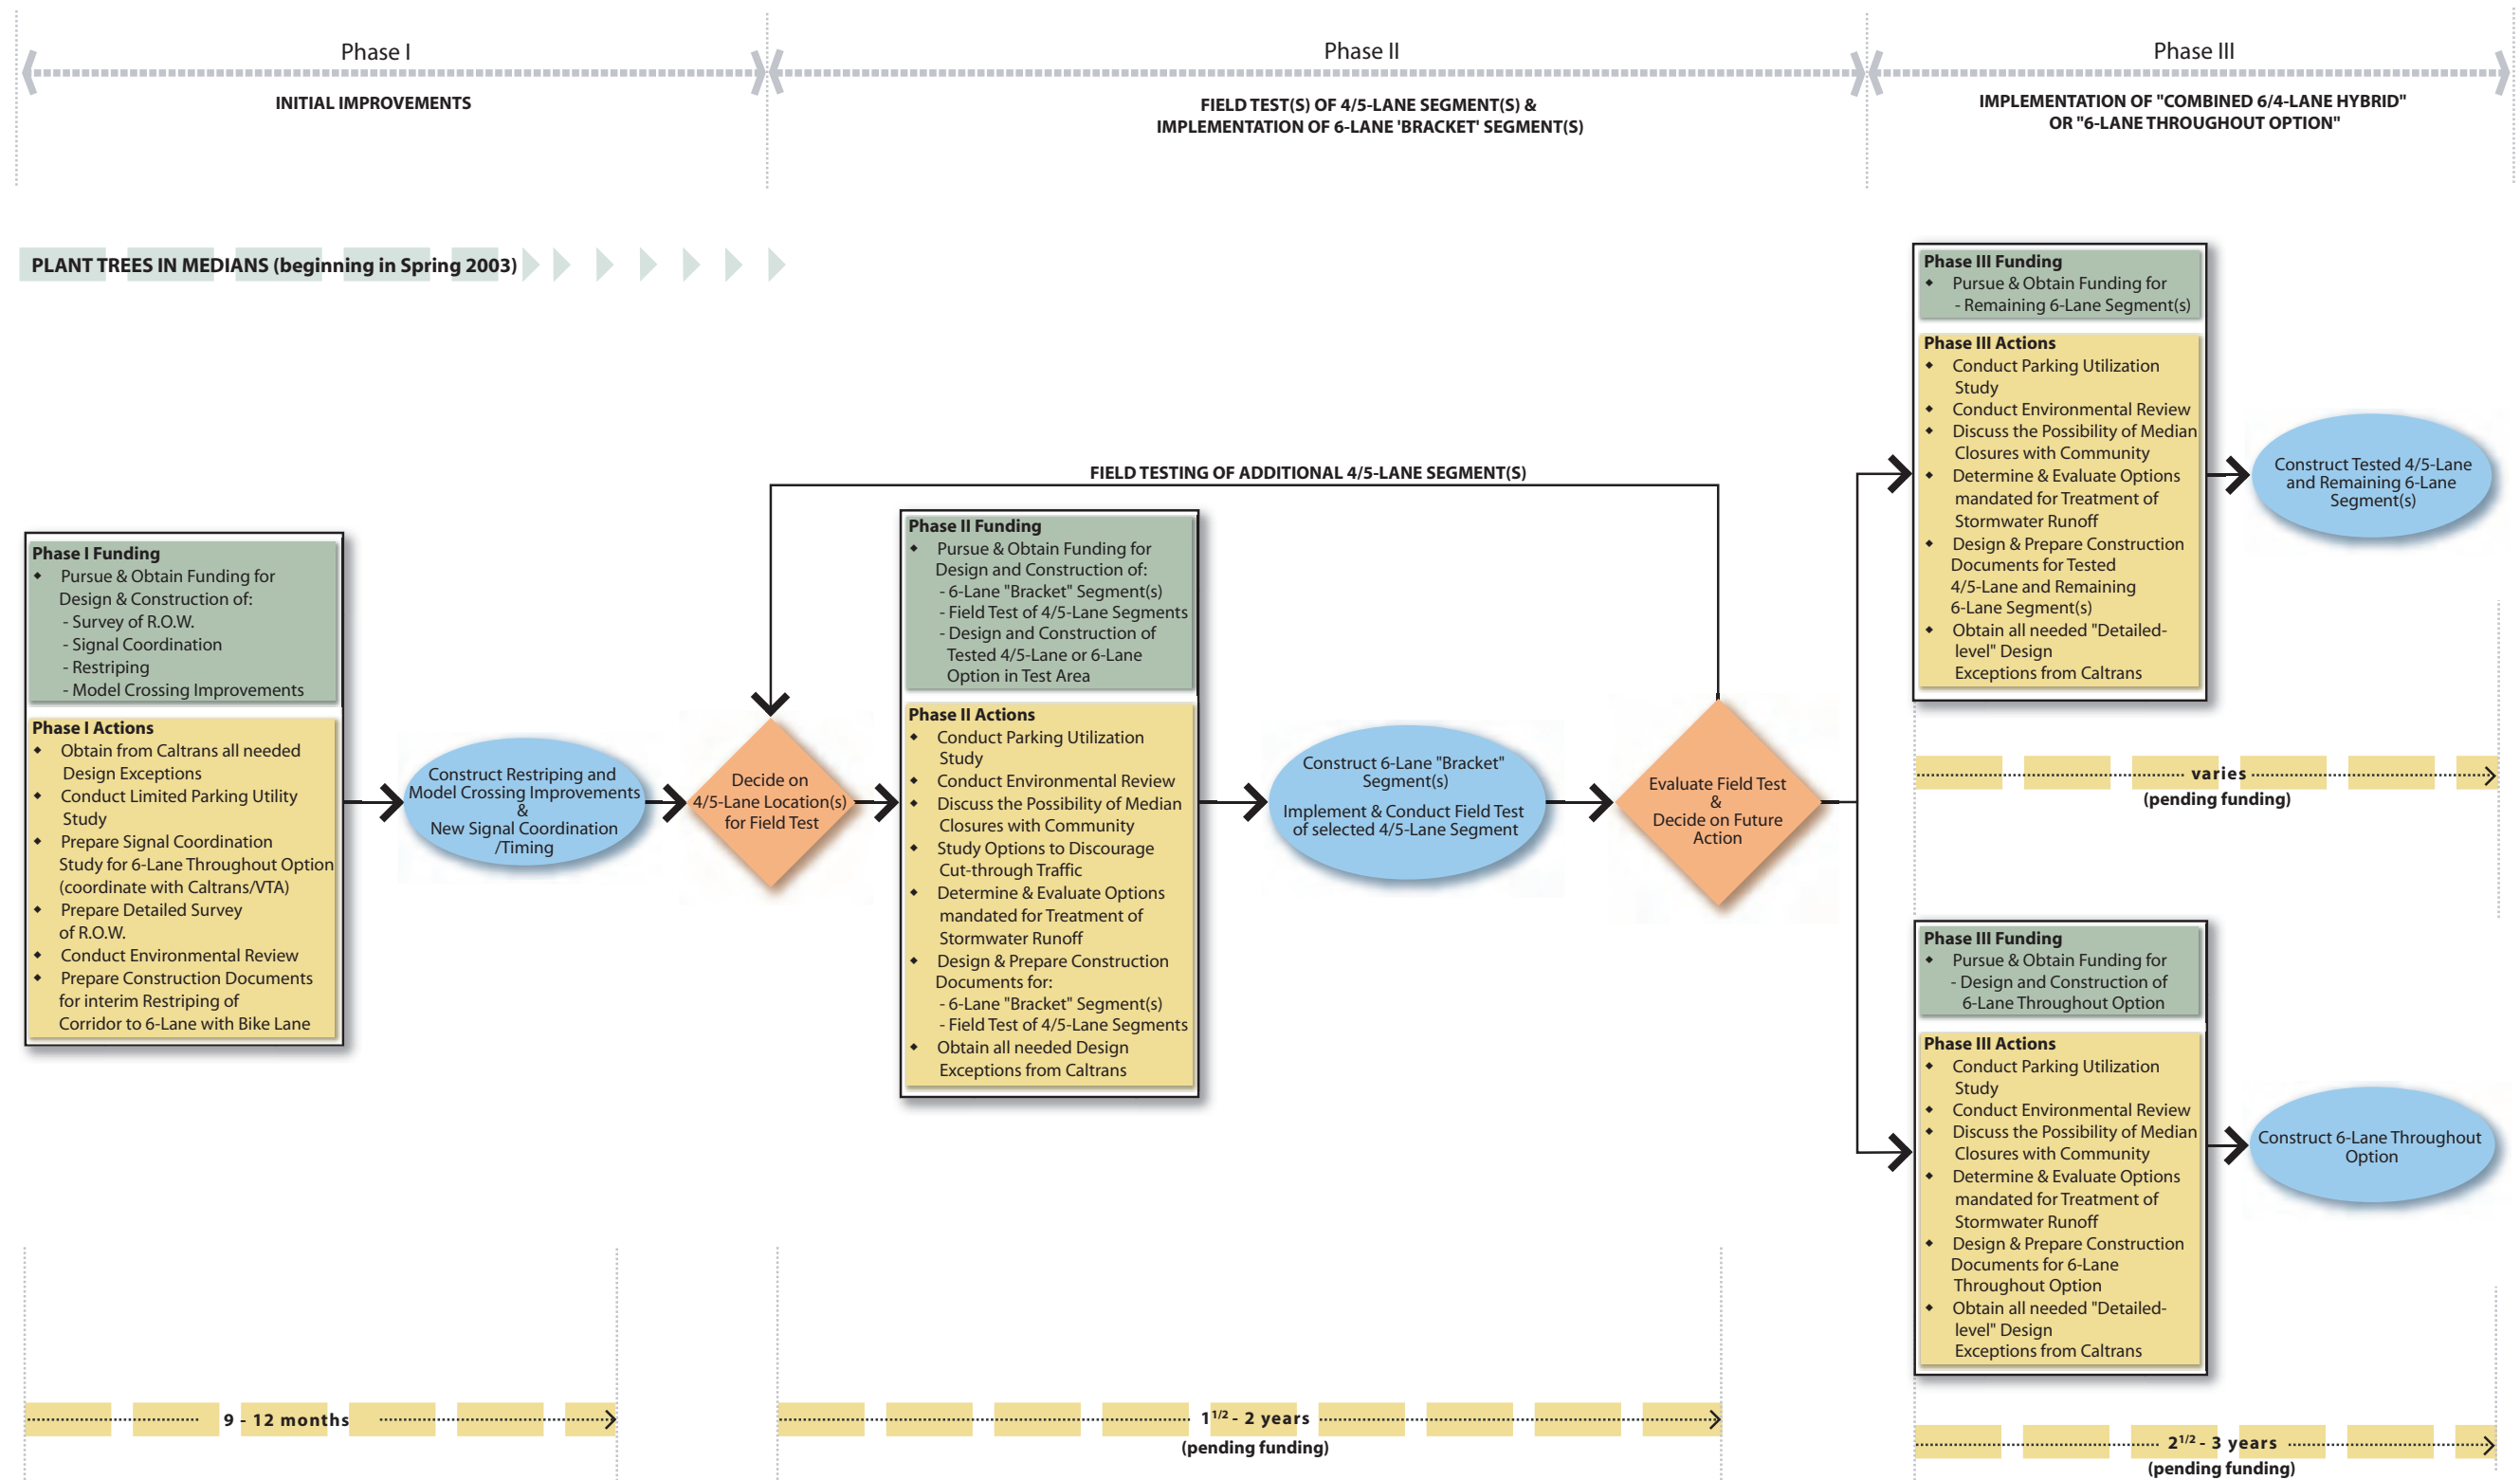 Phase I
INITIAL IMPROVEMENTS
Phase II
FIELD TEST(S) OF 4/5-LANE SEGMENT(S) &
IMPLEMENTATION OF 6-LANE 'BRACKET' SEGMENT(S)
Phase III
IMPLEMENTATION OF "COMBINED 6/4-LANE HYBRID"
OR "6-LANE THROUGHOUT OPTION"
PLANT TREES IN MEDIANS (beginning in Spring 2003)
Phase I Funding
◆ Pursue & Obtain Funding for
Design & Construction of:
- Survey of R.O.W.
- Signal Coordination
- Restriping
- Model Crossing Improvements
Phase I Actions
◆ Obtain from Caltrans all needed
Design Exceptions
◆ Conduct Limited Parking Utility
Study
◆ Prepare Signal Coordination
Study for 6-Lane Throughout Option
(coordinate with Caltrans/VTA)
◆ Prepare Detailed Survey
of R.O.W.
◆ Conduct Environmental Review
◆ Prepare Construction Documents
for interim Restriping of
Corridor to 6-Lane with Bike Lane
Construct Restriping and
Model Crossing Improvements
&
New Signal Coordination
/Timing
Decide on
4/5-Lane Location(s)
for Field Test
FIELD TESTING OF ADDITIONAL 4/5-LANE SEGMENT(S)
Phase II Funding
◆ Pursue & Obtain Funding for
Design and Construction of:
- 6-Lane "Bracket" Segment(s)
- Field Test of 4/5-Lane Segments
- Design and Construction of
Tested 4/5-Lane or 6-Lane
Option in Test Area
Phase II Actions
◆ Conduct Parking Utilization
Study
◆ Conduct Environmental Review
◆ Discuss the Possibility of Median
Closures with Community
◆ Study Options to Discourage
Cut-through Traffic
◆ Determine & Evaluate Options
mandated for Treatment of
Stormwater Runoff
◆ Design & Prepare Construction
Documents for:
- 6-Lane "Bracket" Segment(s)
- Field Test of 4/5-Lane Segments
◆ Obtain all needed Design
Exceptions from Caltrans
Construct 6-Lane "Bracket"
Segment(s)
Implement & Conduct Field Test
of selected 4/5-Lane Segment
Evaluate Field Test
&
Decide on Future
Action
Phase III Funding
◆ Pursue & Obtain Funding for
- Remaining 6-Lane Segment(s)
Phase III Actions
◆ Conduct Parking Utilization
Study
◆ Conduct Environmental Review
◆ Discuss the Possibility of Median
Closures with Community
◆ Determine & Evaluate Options
mandated for Treatment of
Stormwater Runoff
◆ Design & Prepare Construction
Documents for Tested
4/5-Lane and Remaining
6-Lane Segment(s)
◆ Obtain all needed "Detailed-
level" Design
Exceptions from Caltrans
Construct Tested 4/5-Lane
and Remaining 6-Lane
Segment(s)
varies
(pending funding)
Phase III Funding
◆ Pursue & Obtain Funding for
- Design and Construction of
6-Lane Throughout Option
Phase III Actions
◆ Conduct Parking Utilization
Study
◆ Conduct Environmental Review
◆ Discuss the Possibility of Median
Closures with Community
◆ Determine & Evaluate Options
mandated for Treatment of
Stormwater Runoff
◆ Design & Prepare Construction
Documents for 6-Lane
Throughout Option
◆ Obtain all needed "Detailed-
level" Design
Exceptions from Caltrans
Construct 6-Lane Throughout
Option
9 - 12 months
1 1/2 - 2 years
(pending funding)
2 1/2 - 3 years
(pending funding)